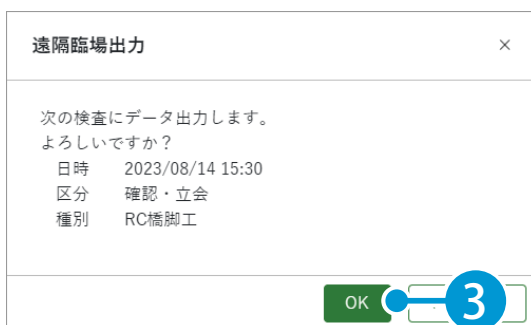 遠隔臨場出力 ×
次の検査にデータ出力します。
よろしいですか？
日時 2023/08/14 15:30
区分 確認・立会
種別 RC橋脚工
OK 3